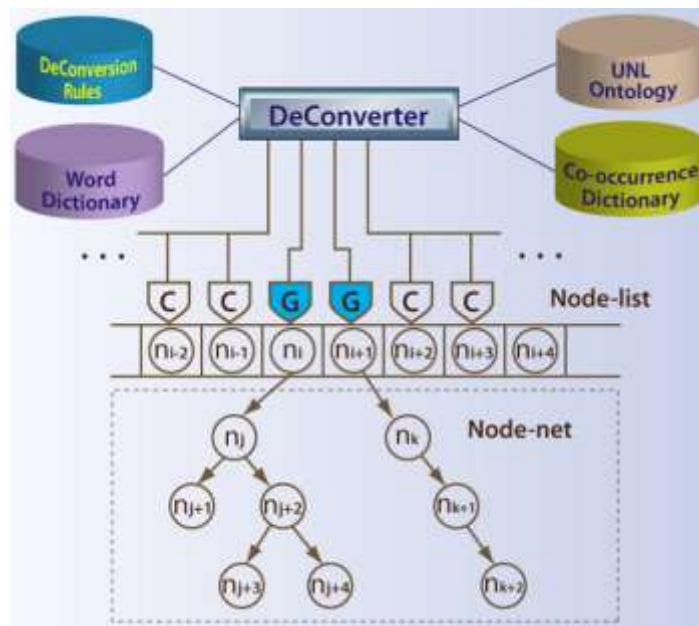 DeConversion
Rules
UNL
Ontology
DeConverter
Word
Dictionary
Co-occurrence
Dictionary
... ...
C C G G C C
Node-list
ni-2 ni-1 ni ni+1 ni+2 ni+3 ni+4
Node-net
nj nk
nj+1 nj+2 nk+1
nj+3 nj+4 nk+2